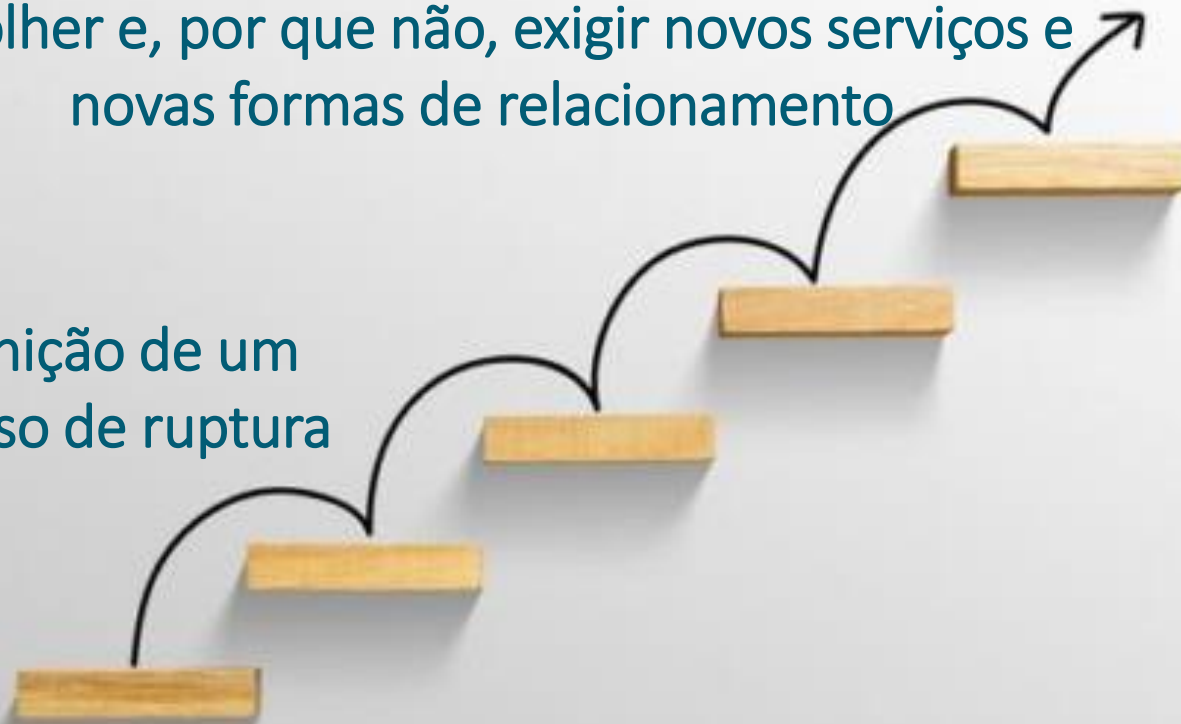 olher e, por que não, exigir novos serviços e
novas formas de relacionamento
nição de um
so de ruptura